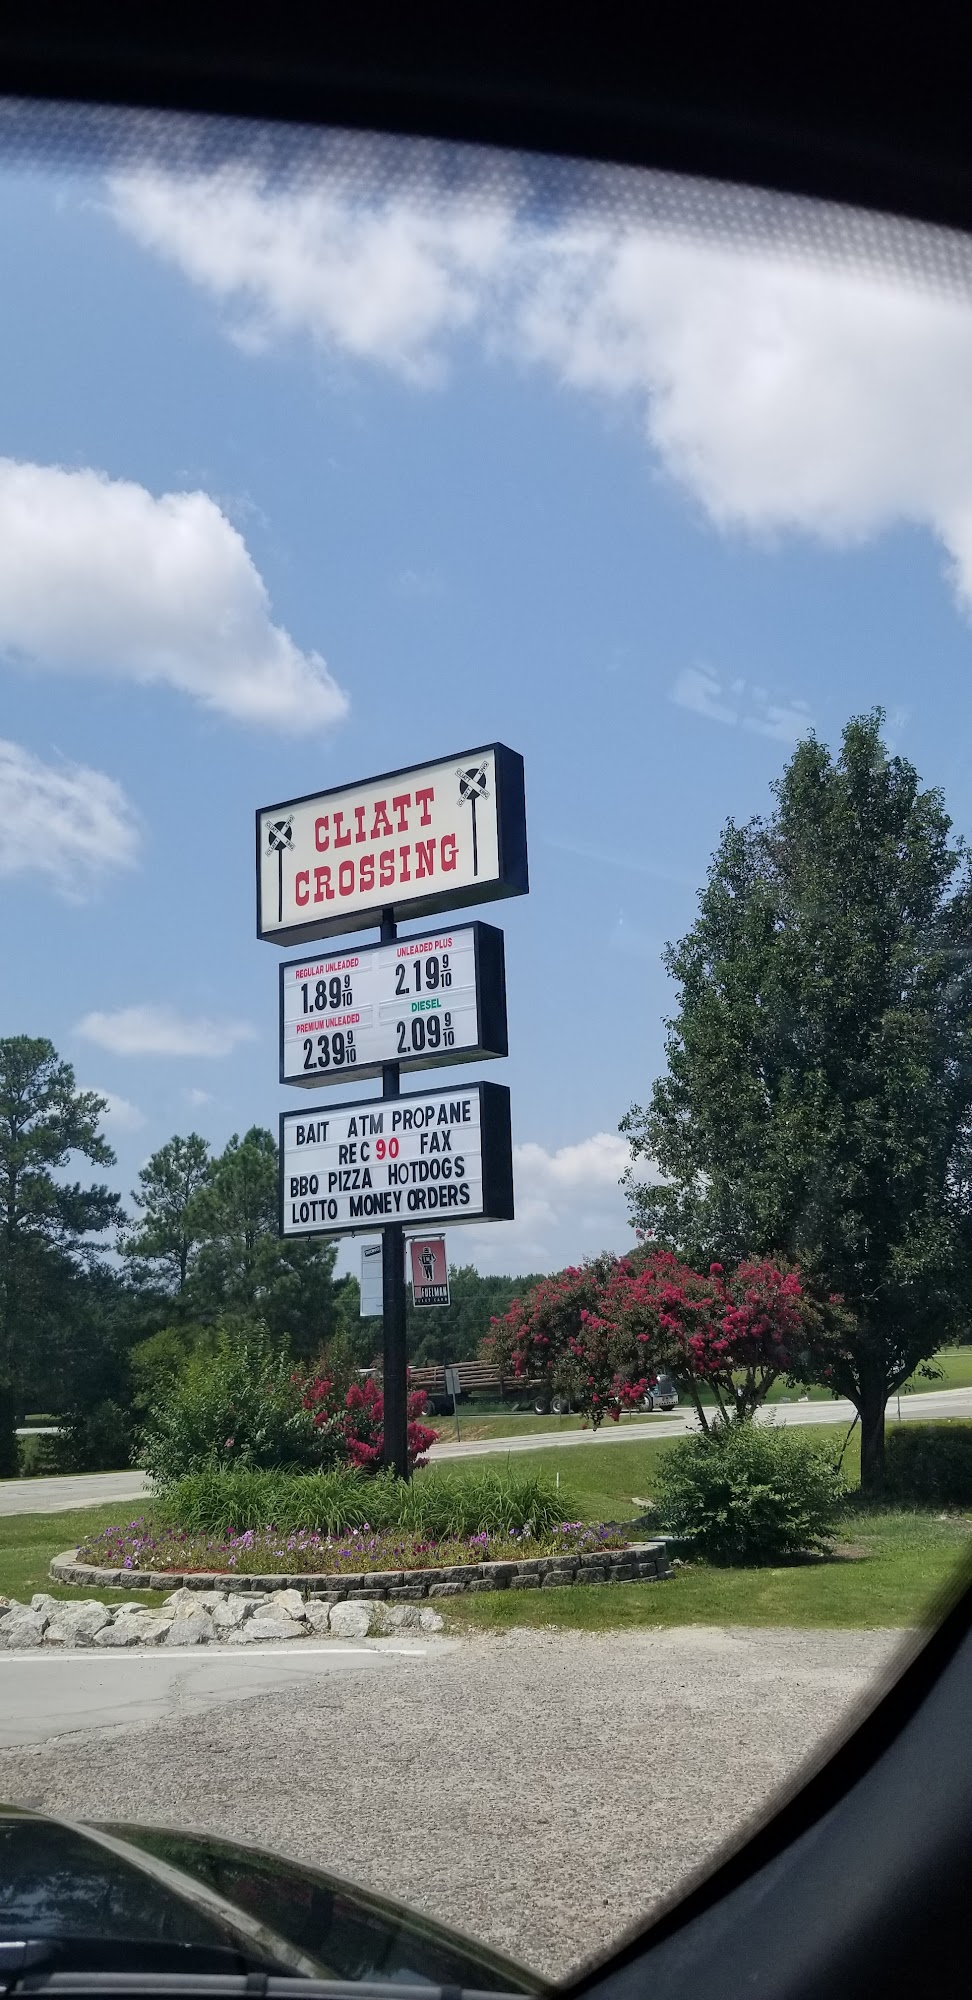 CLIATT
CROSSING
REGULAR UNLEADED
1.89 9/10
UNLEADED PLUS
2.19 9/10
PREMIUM UNLEADED
2.39 9/10
DIESEL
2.09 9/10
BAIT ATM PROPANE
REC 90 FAX
BBQ PIZZA HOTDOGS
LOTTO MONEY ORDERS
FUELMAN